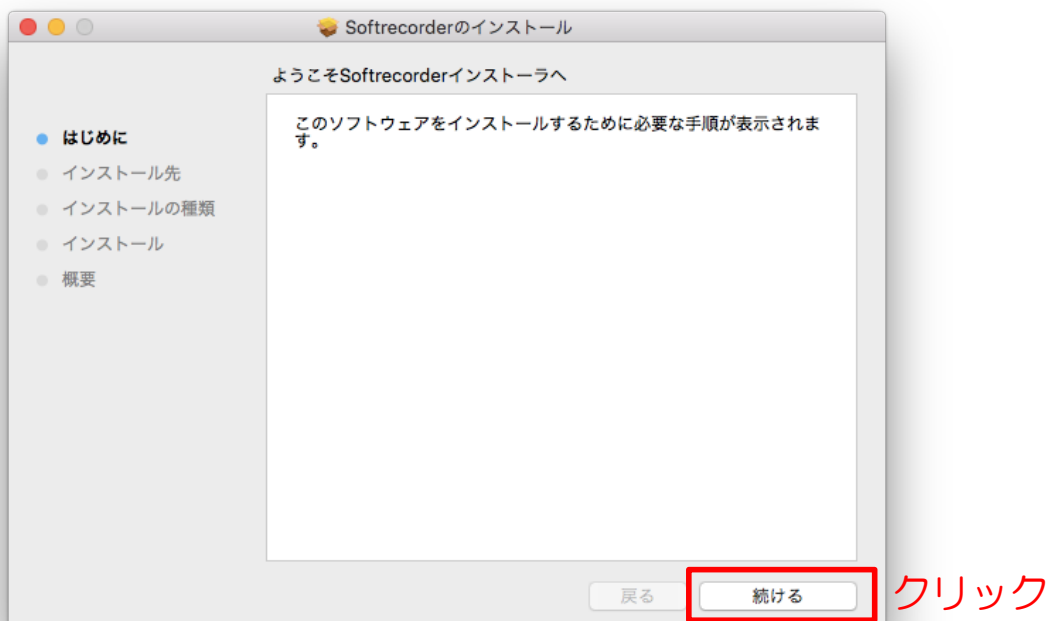 Softrecorderのインストール
ようこそSoftrecorderインストーラへ
はじめに
インストール先
インストールの種類
インストール
概要
このソフトウェアをインストールするために必要な手順が表示されま
す。
戻る
続ける
クリック